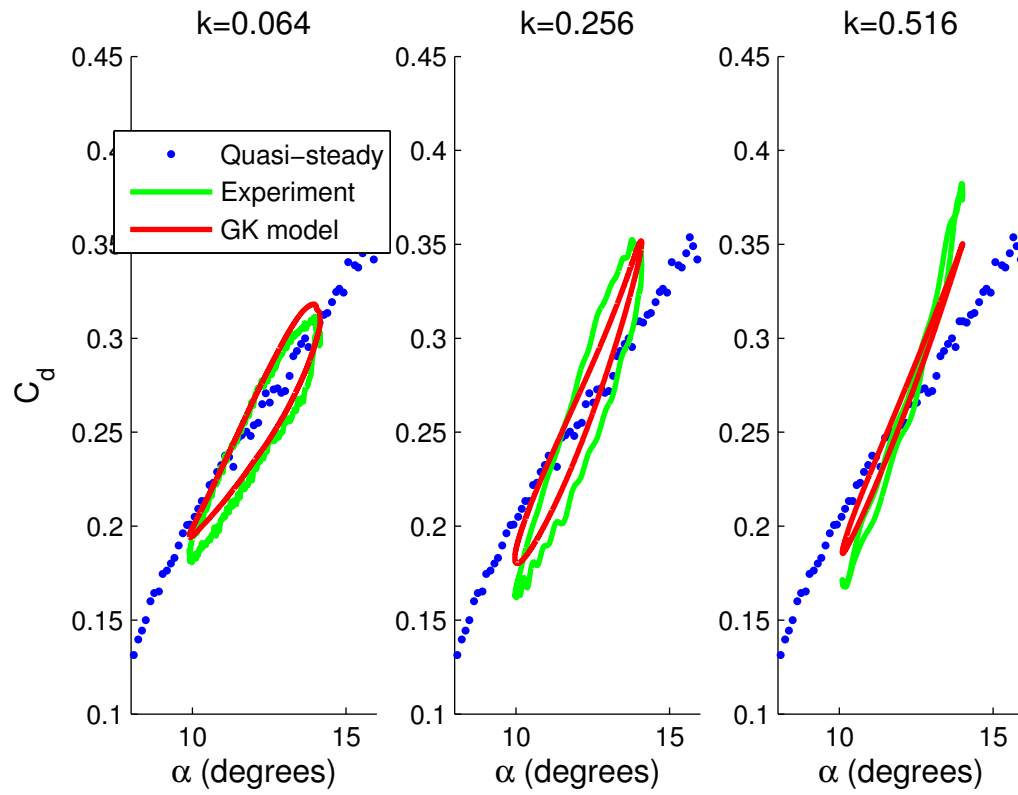 k=0.064 k=0.256 k=0.516
0.45 0.45 0.45
Quasi-steady
Experiment
GK model
0.4 0.4 0.4
0.35 0.35 0.35
0.3 0.3 0.3
C_d
0.25 0.25 0.25
0.2 0.2 0.2
0.15 0.15 0.15
0.1 0.1 0.1
10 15 10 15 10 15
α (degrees) α (degrees) α (degrees)